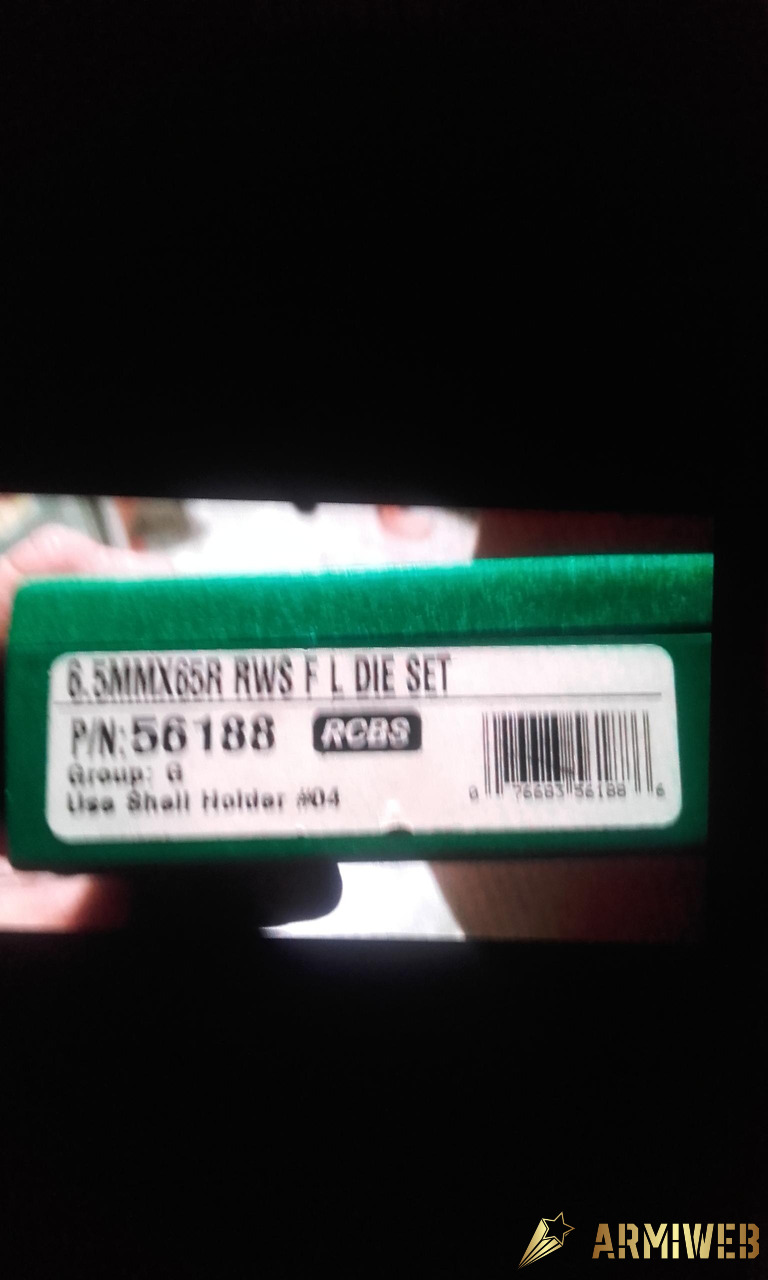 6.5MMX65R RWS F L DIE SET
P/N:56188 RCBS
Group: G
Use Shell Holder #04
0 76683 56188 6
ARMIWEB